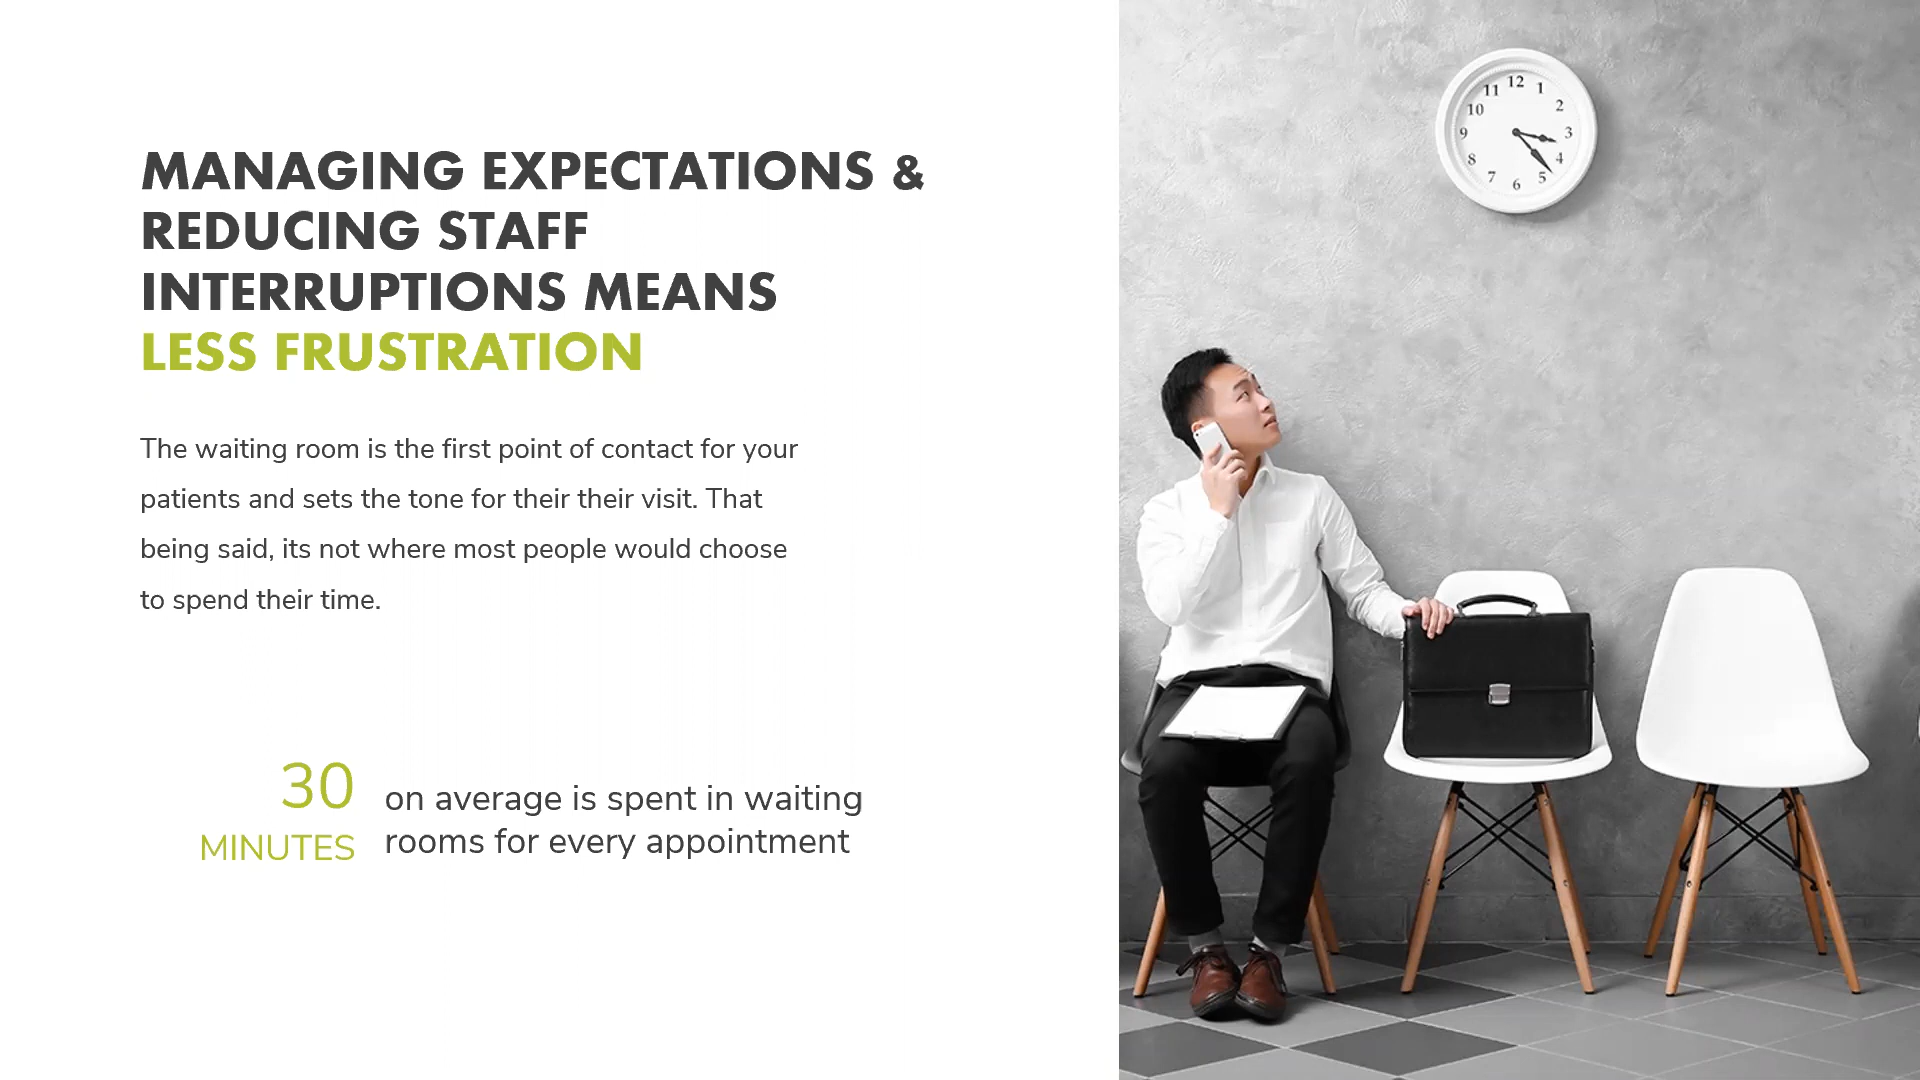 MANAGING EXPECTATIONS &
REDUCING STAFF
INTERRUPTIONS MEANS
LESS FRUSTRATION
The waiting room is the first point of contact for your
patients and sets the tone for their their visit. That
being said, its not where most people would choose
to spend their time.
30
MINUTES
on average is spent in waiting
rooms for every appointment
12
1
2
3
4
5
6
7
8
9
10
11